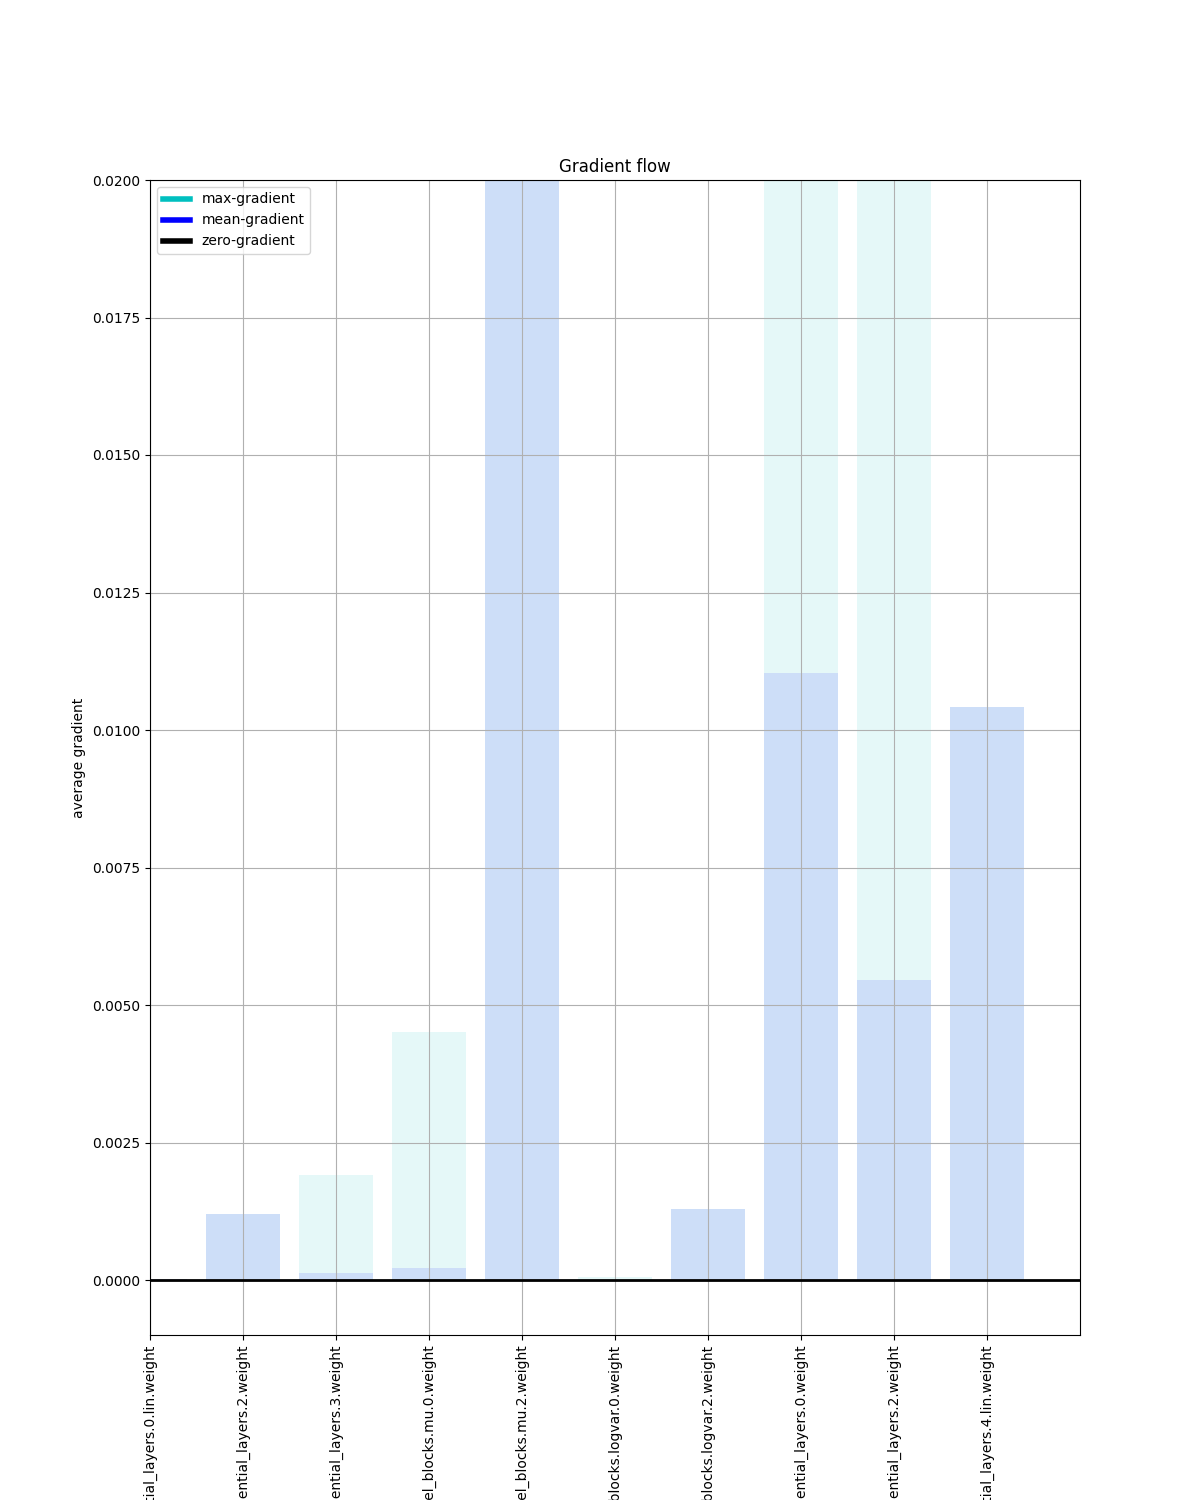 Gradient flow
max-gradient
mean-gradient
zero-gradient
0.0200
0.0175
0.0150
0.0125
0.0100
0.0075
0.0050
0.0025
0.0000
average gradient
tial_layers.0.lin.weight
ential_layers.2.weight
ential_layers.3.weight
el_blocks.mu.0.weight
el_blocks.mu.2.weight
blocks.logvar.0.weight
blocks.logvar.2.weight
ential_layers.0.weight
ential_layers.2.weight
tial_layers.4.lin.weight